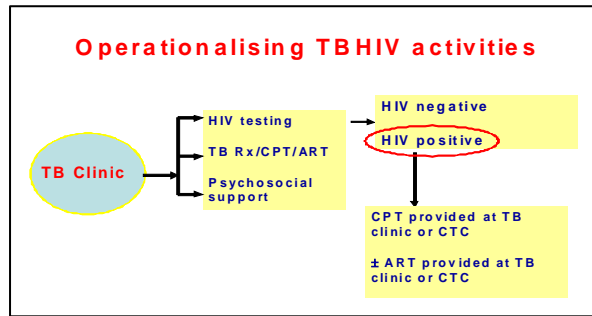 Operationalising TBHIV activities
TB Clinic
HIV testing
TB Rx/CPT/ART
Psychosocial
support
HIV negative
HIV positive
CPT provided at TB
clinic or CTC
± ART provided at TB
clinic or CTC